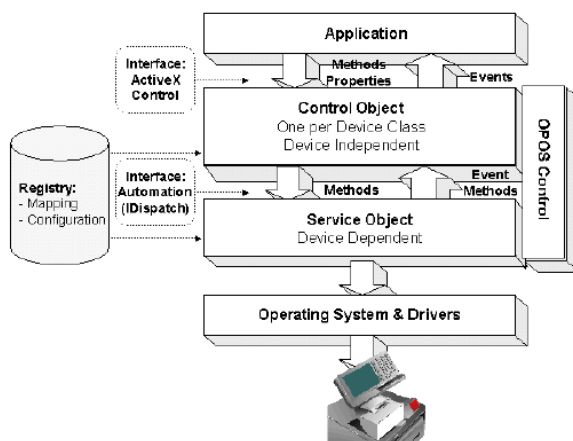 Application
Interface:
ActiveX
Control
Methods
Properties
Events
Control Object
One per Device Class
Device Independent
OPOS Control
Registry:
- Mapping
- Configuration
Interface:
Automation
(IDispatch)
Methods
Event
Methods
Service Object
Device Dependent
Operating System & Drivers